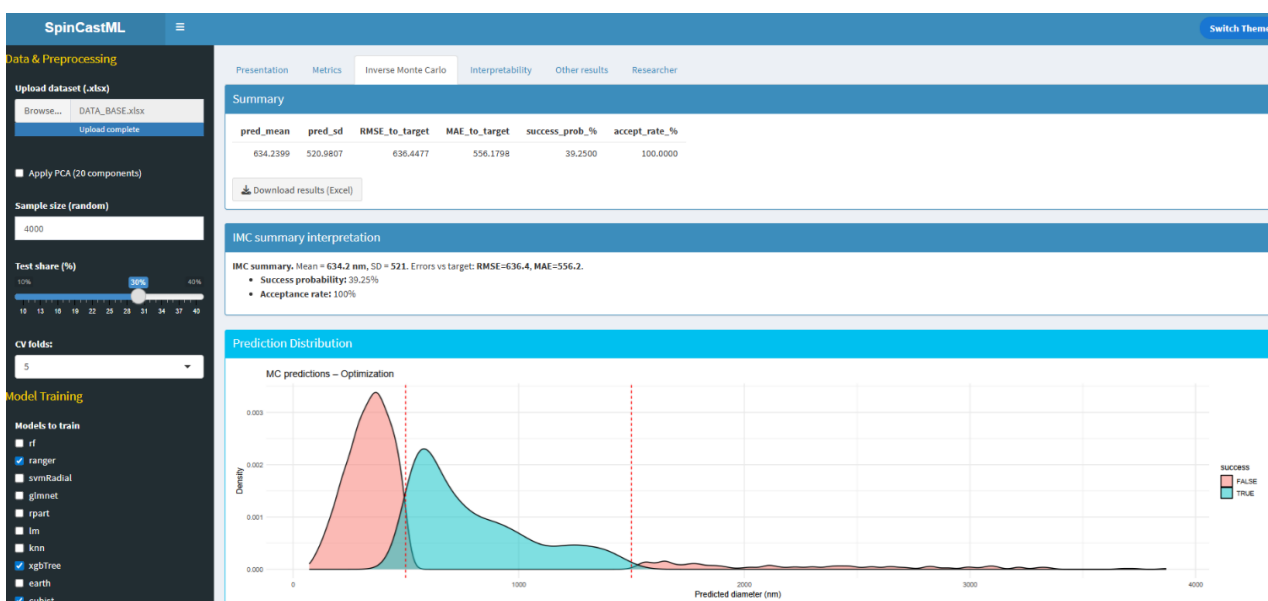 SpinCastML
Switch Theme
Data & Preprocessing
Upload dataset (.xlsx)
Browse... DATA_BASE.xlsx
Upload complete
Apply PCA (20 components)
Sample size (random)
4000
Test share (%)
10% 30% 40%
10 13 16 19 22 25 28 31 34 37 40
CV folds:
5
Model Training
Models to train
rf
ranger
svmRadial
glmnet
rpart
lm
knn
xgbTree
earth
cubist
Presentation Metrics Inverse Monte Carlo Interpretability Other results Researcher
Summary
pred_mean pred_sd RMSE_to_target MAE_to_target success_prob_% accept_rate_%
634.2399 520.9807 636.4477 556.1798 39.2500 100.0000
Download results (Excel)
IMC summary interpretation
IMC summary. Mean = 634.2 nm, SD = 521. Errors vs target: RMSE=636.4, MAE=556.2.
Success probability: 39.25%
Acceptance rate: 100%
Prediction Distribution
MC predictions – Optimization
0.003
0.002
0.001
0.000
Density
0 1000 2000 3000 4000
Predicted diameter (nm)
success
FALSE
TRUE